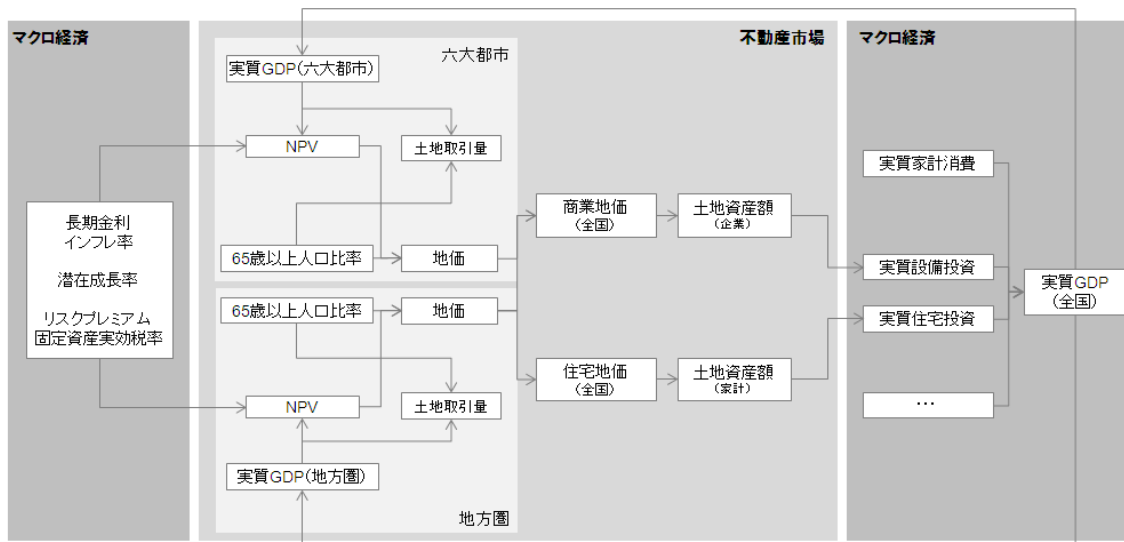 マクロ経済
長期金利
インフレ率
潜在成長率
リスクプレミアム
固定資産実効税率
不動産市場
六大都市
実質GDP(六大都市)
NPV
土地取引量
65歳以上人口比率
地価
65歳以上人口比率
地価
NPV
土地取引量
実質GDP(地方圏)
地方圏
商業地価
(全国)
土地資産額
(企業)
住宅地価
(全国)
土地資産額
(家計)
マクロ経済
実質家計消費
実質設備投資
実質住宅投資
…
実質GDP
(全国)